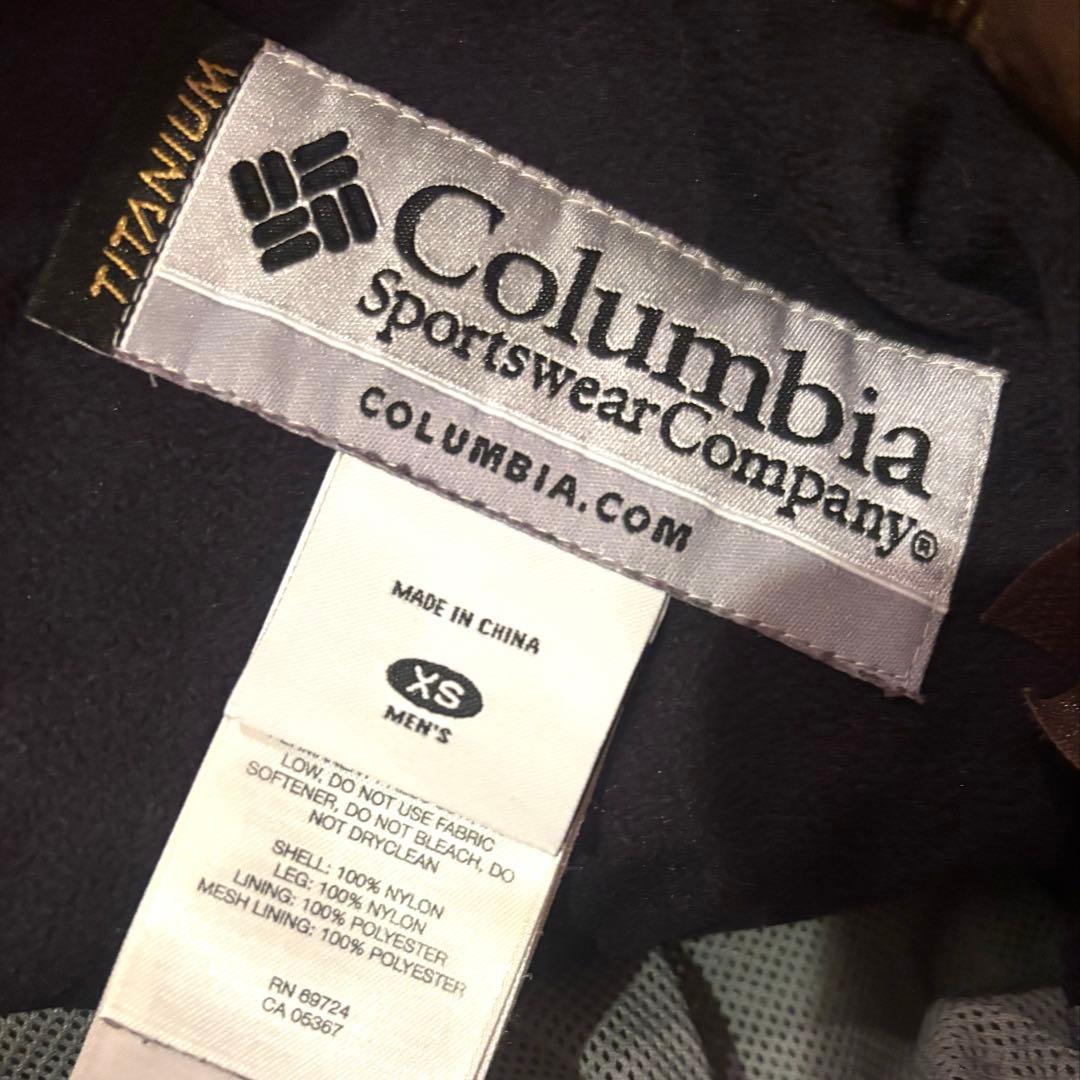 TITANIUM
Columbia
Sportswear Company®
COLUMBIA.COM
MADE IN CHINA
XS
MEN'S
LOW, DO NOT USE FABRIC
SOFTENER, DO NOT BLEACH, DO
NOT DRYCLEAN
SHELL: 100% NYLON
LEG: 100% NYLON
LINING: 100% POLYESTER
MESH LINING: 100% POLYESTER
RN 69724
CA 05367